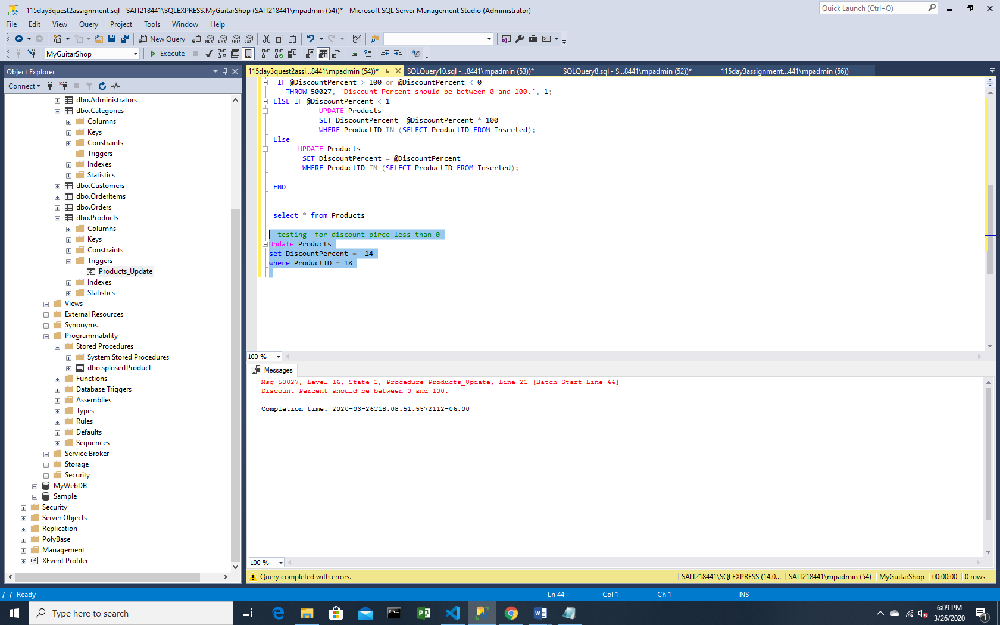 115day3quest2assignment.sql - SAIT218441\SQLEXPRESS.MyGuitarShop (SAIT218441\mpadmin (54))* - Microsoft SQL Server Management Studio (Administrator)
Quick Launch (Ctrl+Q)
File Edit View Query Project Tools Window Help
New Query
MDX DMX XMLA DAX
MyGuitarShop
Execute
Object Explorer
Connect
dbo.Administrators
dbo.Categories
Columns
Keys
Constraints
Triggers
Indexes
Statistics
dbo.Customers
dbo.OrderItems
dbo.Orders
dbo.Products
Columns
Keys
Constraints
Triggers
Products_Update
Indexes
Statistics
Views
External Resources
Synonyms
Programmability
Stored Procedures
System Stored Procedures
dbo.spInsertProduct
Functions
Database Triggers
Assemblies
Types
Rules
Defaults
Sequences
Service Broker
Storage
Security
MyWebDB
Sample
Security
Server Objects
Replication
PolyBase
Management
XEvent Profiler
115day3quest2assi...8441\mpadmin (54))* SQLQuery10.sql -...8441\mpadmin (53))* SQLQuery8.sql - S...8441\mpadmin (52))* 115day3assignment...441\mpadmin (56))
IF @DiscountPercent > 100 or @DiscountPercent < 0
THROW 50027, 'Discount Percent should be between 0 and 100.', 1;
ElSE IF @DiscountPercent < 1
UPDATE Products
SET DiscountPercent =@DiscountPercent * 100
WHERE ProductID IN (SELECT ProductID FROM Inserted);
Else
UPDATE Products
SET DiscountPercent = @DiscountPercent
WHERE ProductID IN (SELECT ProductID FROM Inserted);
END
select * from Products
--testing  for discount pirce less than 0
Update Products
set DiscountPercent = -14
where ProductID = 18
100 %
Messages
Msg 50027, Level 16, State 1, Procedure Products_Update, Line 21 [Batch Start Line 44]
Discount Percent should be between 0 and 100.
Completion time: 2020-03-26T18:08:51.5572112-06:00
100 %
Query completed with errors.
SAIT218441\SQLEXPRESS (14.0... SAIT218441\mpadmin (54) MyGuitarShop 00:00:00 0 rows
Ready
Ln 44 Col 1 Ch 1 INS
Type here to search
6:09 PM
3/26/2020
1